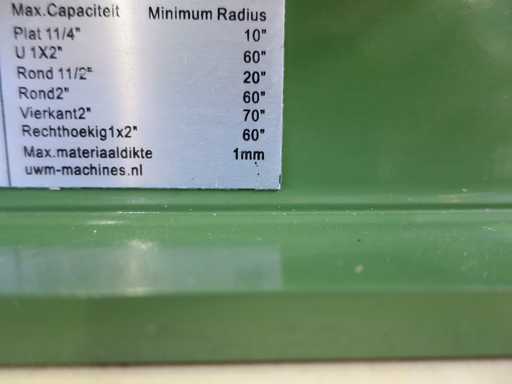 Max.Capaciteit Minimum Radius
Plat 11/4" 10"
U 1X2" 60"
Rond 11/2" 20"
Rond2" 60"
Vierkant2" 70"
Rechthoekig1x2" 60"
Max.materiaaldikte 1mm
uwm-machines.nl